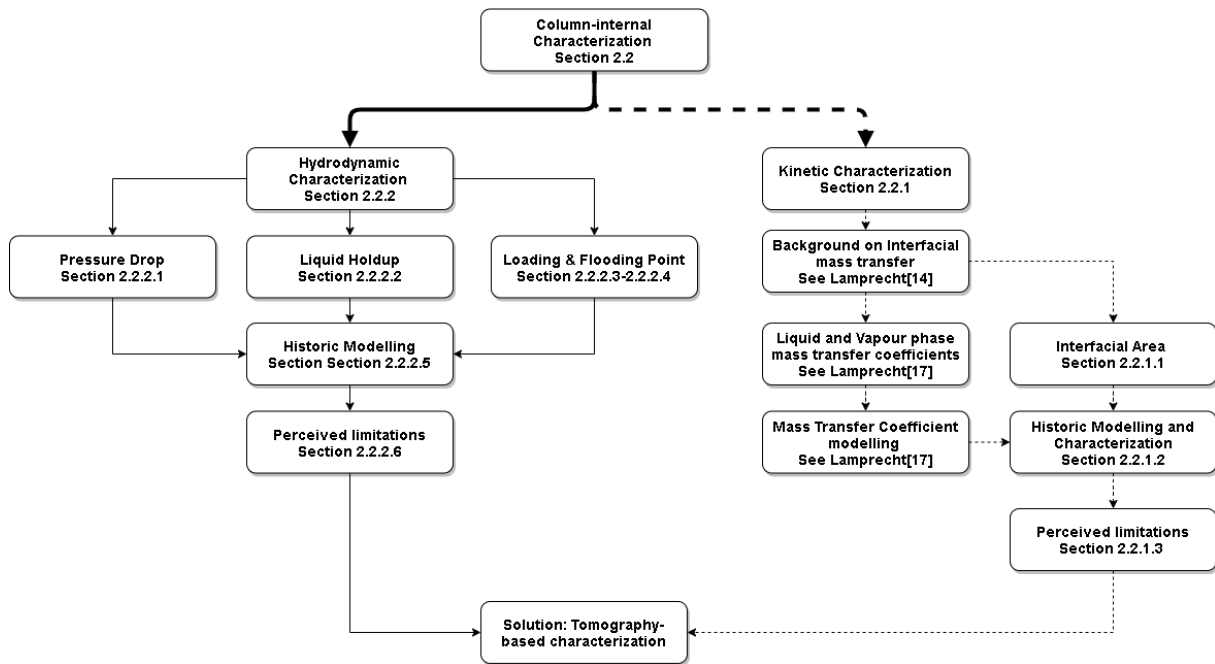 Column-internal
Characterization
Section 2.2
Hydrodynamic
Characterization
Section 2.2.2
Kinetic Characterization
Section 2.2.1
Pressure Drop
Section 2.2.2.1
Liquid Holdup
Section 2.2.2.2
Loading & Flooding Point
Section 2.2.2.3-2.2.2.4
Background on Interfacial
mass transfer
See Lamprecht[14]
Historic Modelling
Section Section 2.2.2.5
Liquid and Vapour phase
mass transfer coefficients
See Lamprecht[17]
Interfacial Area
Section 2.2.1.1
Perceived limitations
Section 2.2.2.6
Mass Transfer Coefficient
modelling
See Lamprecht[17]
Historic Modelling and
Characterization
Section 2.2.1.2
Perceived limitations
Section 2.2.1.3
Solution: Tomography-
based characterization